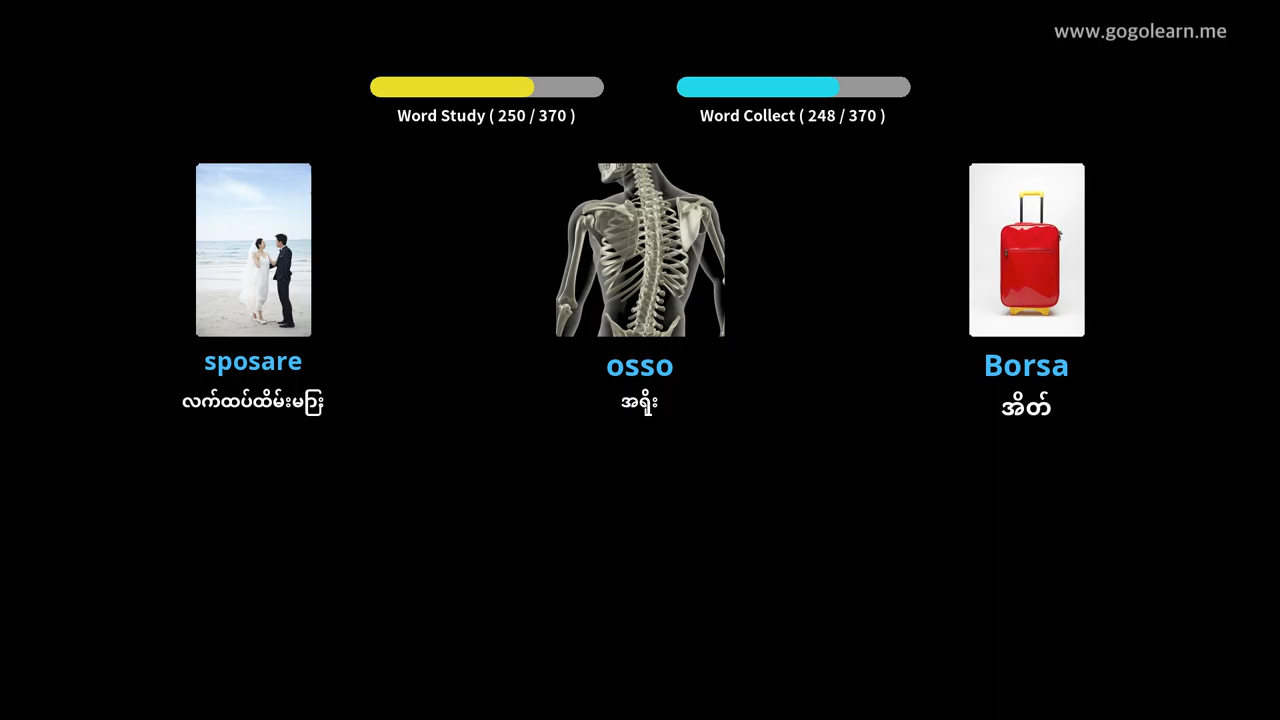 www.gogolearn.me
Word Study ( 250 / 370 )
Word Collect ( 248 / 370 )
sposare
လက်ထပ်ထိမ်းမြား
osso
အရိုး
Borsa
အိတ်